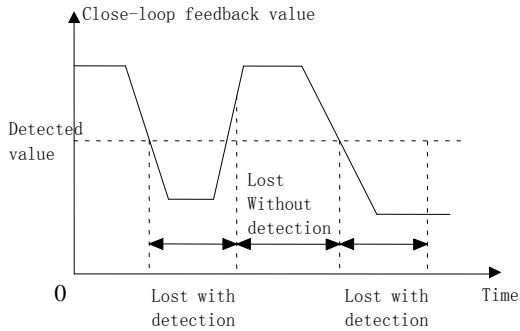 Close-loop feedback value
Detected
value
Lost
Without
detection
0
Lost with
detection
Lost with
detection
Time